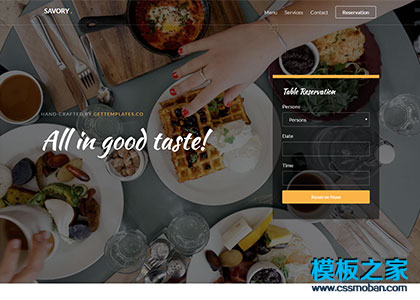 SAVORY.
Menu Services Contact Reservation
HAND-CRAFTED BY GETTEMPLATES.CO
All in good taste!
Table Reservation
Persons
Persons
Date
Time
Reserve Now
模板之家
www.cssmoban.com